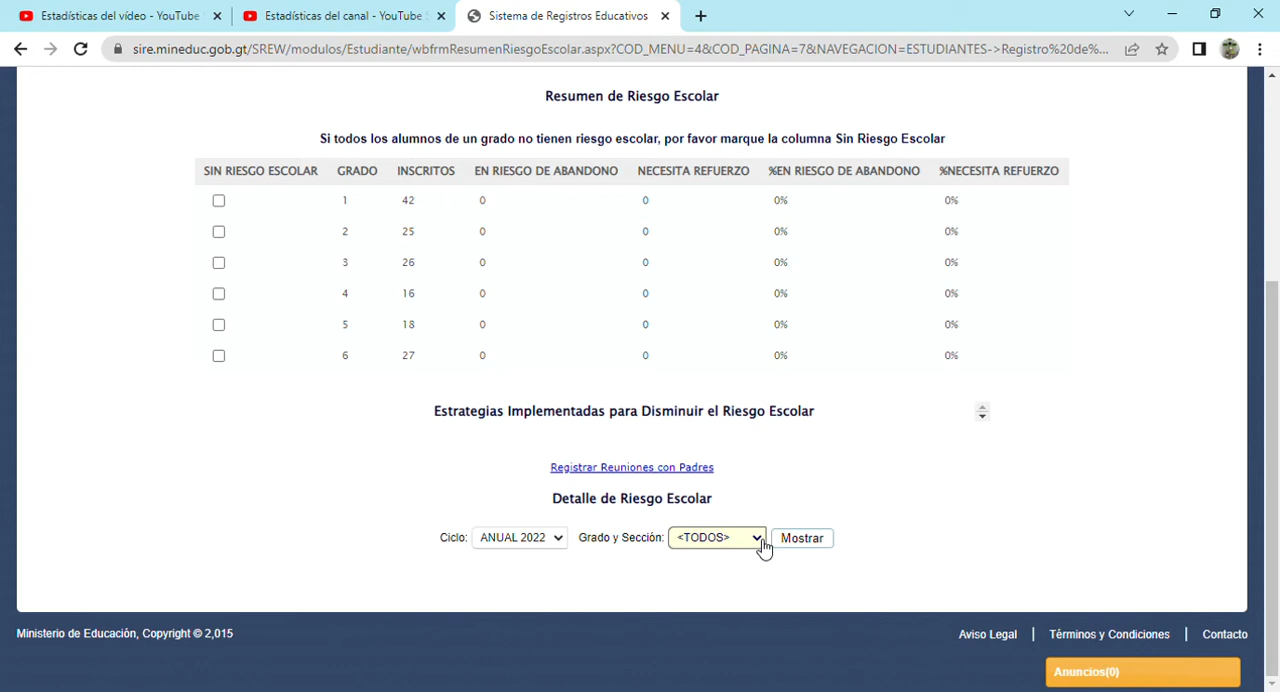 Estadísticas del vídeo - YouTube
Estadísticas del canal - YouTube S
Sistema de Registros Educativos
sire.mineduc.gob.gt/SREW/modulos/Estudiante/wbfrmResumenRiesgoEscolar.aspx?COD_MENU=4&COD_PAGINA=7&NAVEGACION=ESTUDIANTES->Registro%20de%...
Resumen de Riesgo Escolar
Si todos los alumnos de un grado no tienen riesgo escolar, por favor marque la columna Sin Riesgo Escolar
SIN RIESGO ESCOLAR GRADO INSCRITOS EN RIESGO DE ABANDONO NECESITA REFUERZO %EN RIESGO DE ABANDONO %NECESITA REFUERZO
1 42 0 0 0% 0%
2 25 0 0 0% 0%
3 26 0 0 0% 0%
4 16 0 0 0% 0%
5 18 0 0 0% 0%
6 27 0 0 0% 0%
Estrategias Implementadas para Disminuir el Riesgo Escolar
Registrar Reuniones con Padres
Detalle de Riesgo Escolar
Ciclo: ANUAL 2022 Grado y Sección: <TODOS> Mostrar
Ministerio de Educación, Copyright © 2,015
Aviso Legal | Términos y Condiciones | Contacto
Anuncios(0)